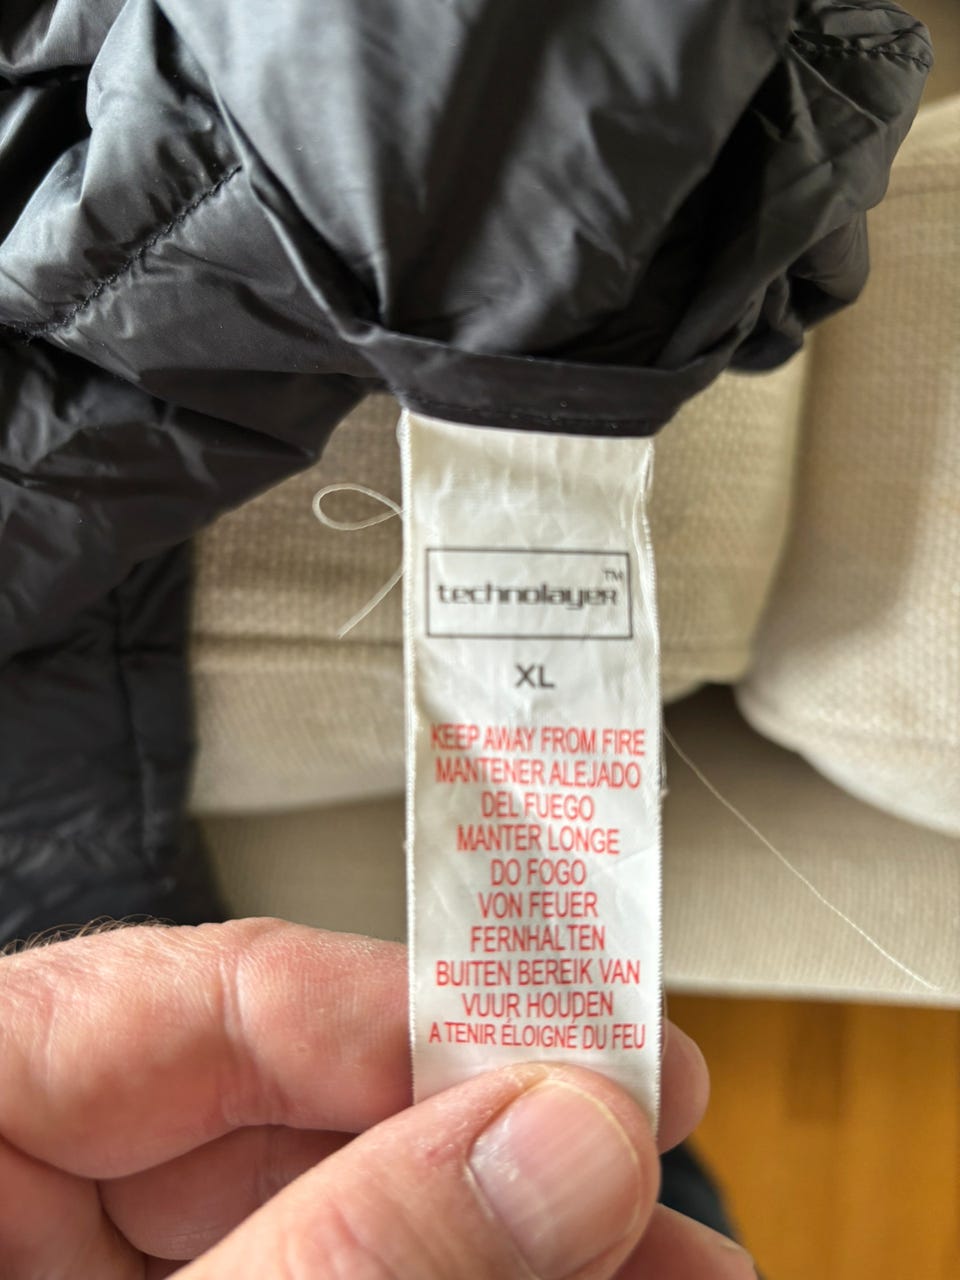 technolayer™
XL
KEEP AWAY FROM FIRE
MANTENER ALEJADO
DEL FUEGO
MANTER LONGE
DO FOGO
VON FEUER
FERNHALTEN
BUITEN BEREIK VAN
VUUR HOUDEN
A TENIR ÉLOIGNÉ DU FEU